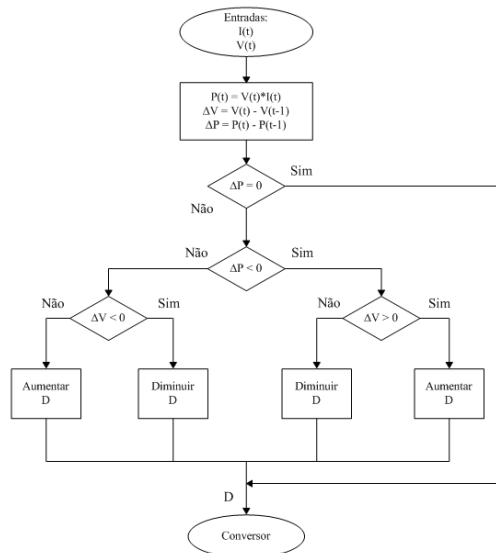 Entradas:
I(t)
V(t)
P(t) = V(t)*I(t)
ΔV = V(t) - V(t-1)
ΔP = P(t) - P(t-1)
Sim
ΔP = 0
Não
Não
ΔP < 0
Sim
Não
ΔV < 0
Sim
Não
ΔV > 0
Sim
Aumentar
D
Diminuir
D
Diminuir
D
Aumentar
D
D
Conversor